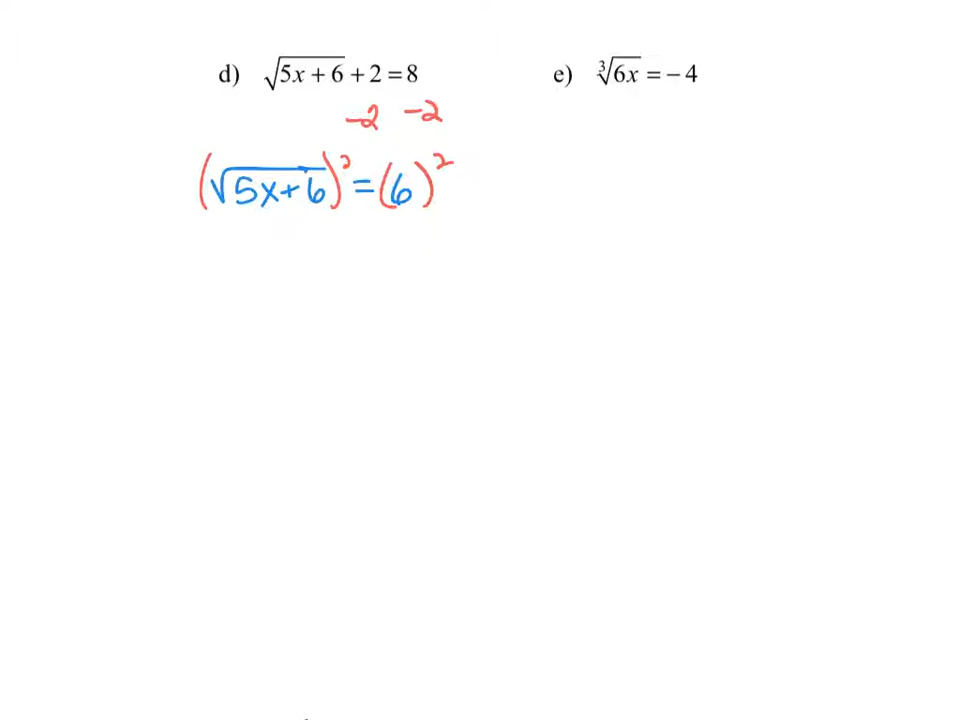 d) √(5x + 6) + 2 = 8
e) ∛(6x) = − 4
−2 −2
(√(5x+6))² = (6)²